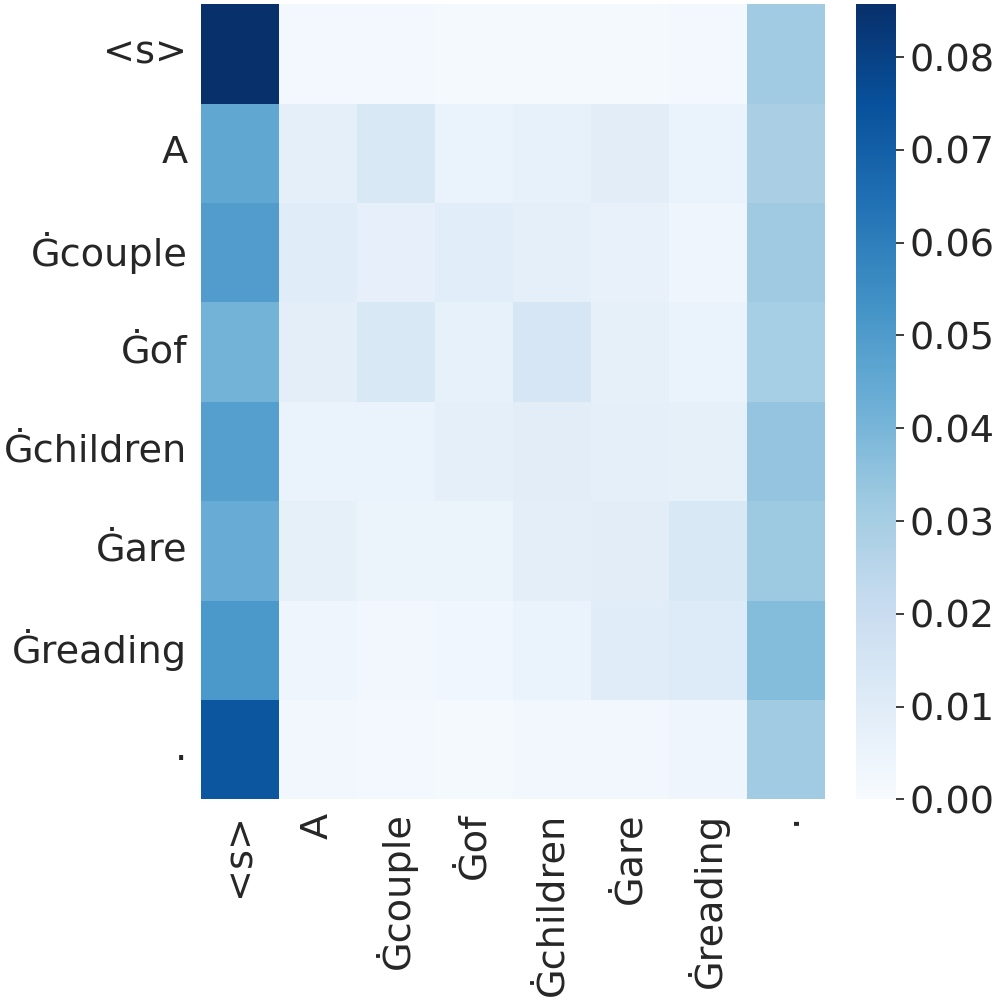 <s>
A
Ġcouple
Ġof
Ġchildren
Ġare
Ġreading
.
<s>
A
Ġcouple
Ġof
Ġchildren
Ġare
Ġreading
.
0.08
0.07
0.06
0.05
0.04
0.03
0.02
0.01
0.00